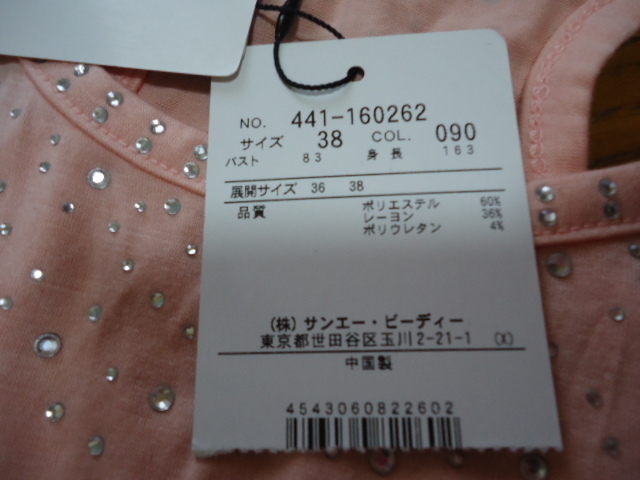 NO. 441-160262
サイズ 38 COL. 090
バスト 83 身長 163
展開サイズ 36 38
品質 ポリエステル 60%
レーヨン 36%
ポリウレタン 4%
(株) サンエー・ビーディー
東京都世田谷区玉川2-21-1 (X)
中国製
4543060822602